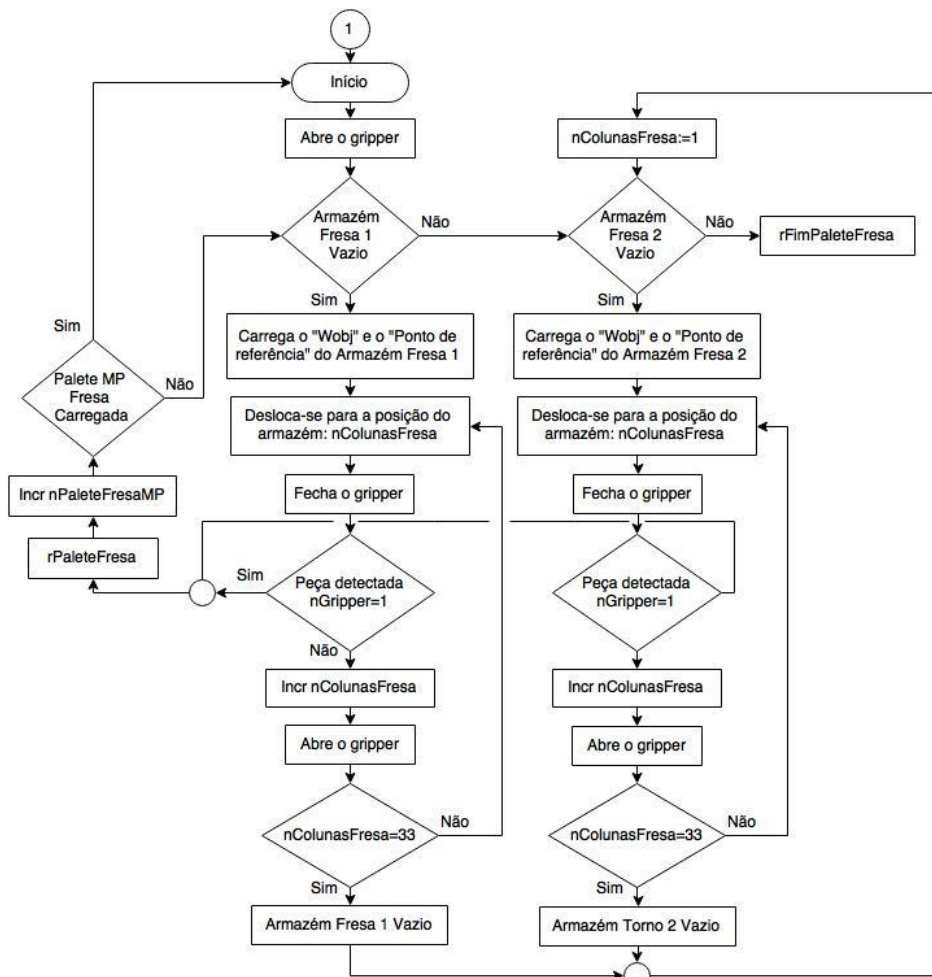 1
Início
Abre o gripper
nColunasFresa:=1
Armazém
Fresa 1
Vazio
Não
Armazém
Fresa 2
Vazio
Não
rFimPaleteFresa
Sim
Sim
Sim
Carrega o "Wobj" e o "Ponto de
referência" do Armazém Fresa 1
Carrega o "Wobj" e o "Ponto de
referência" do Armazém Fresa 2
Palete MP
Fresa
Carregada
Não
Desloca-se para a posição do
armazém: nColunasFresa
Desloca-se para a posição do
armazém: nColunasFresa
Incr nPaleteFresaMP
Fecha o gripper
Fecha o gripper
rPaleteFresa
Sim
Peça detectada
nGripper=1
Peça detectada
nGripper=1
Não
Incr nColunasFresa
Incr nColunasFresa
Abre o gripper
Abre o gripper
nColunasFresa=33
Não
nColunasFresa=33
Não
Sim
Sim
Armazém Fresa 1 Vazio
Armazém Torno 2 Vazio